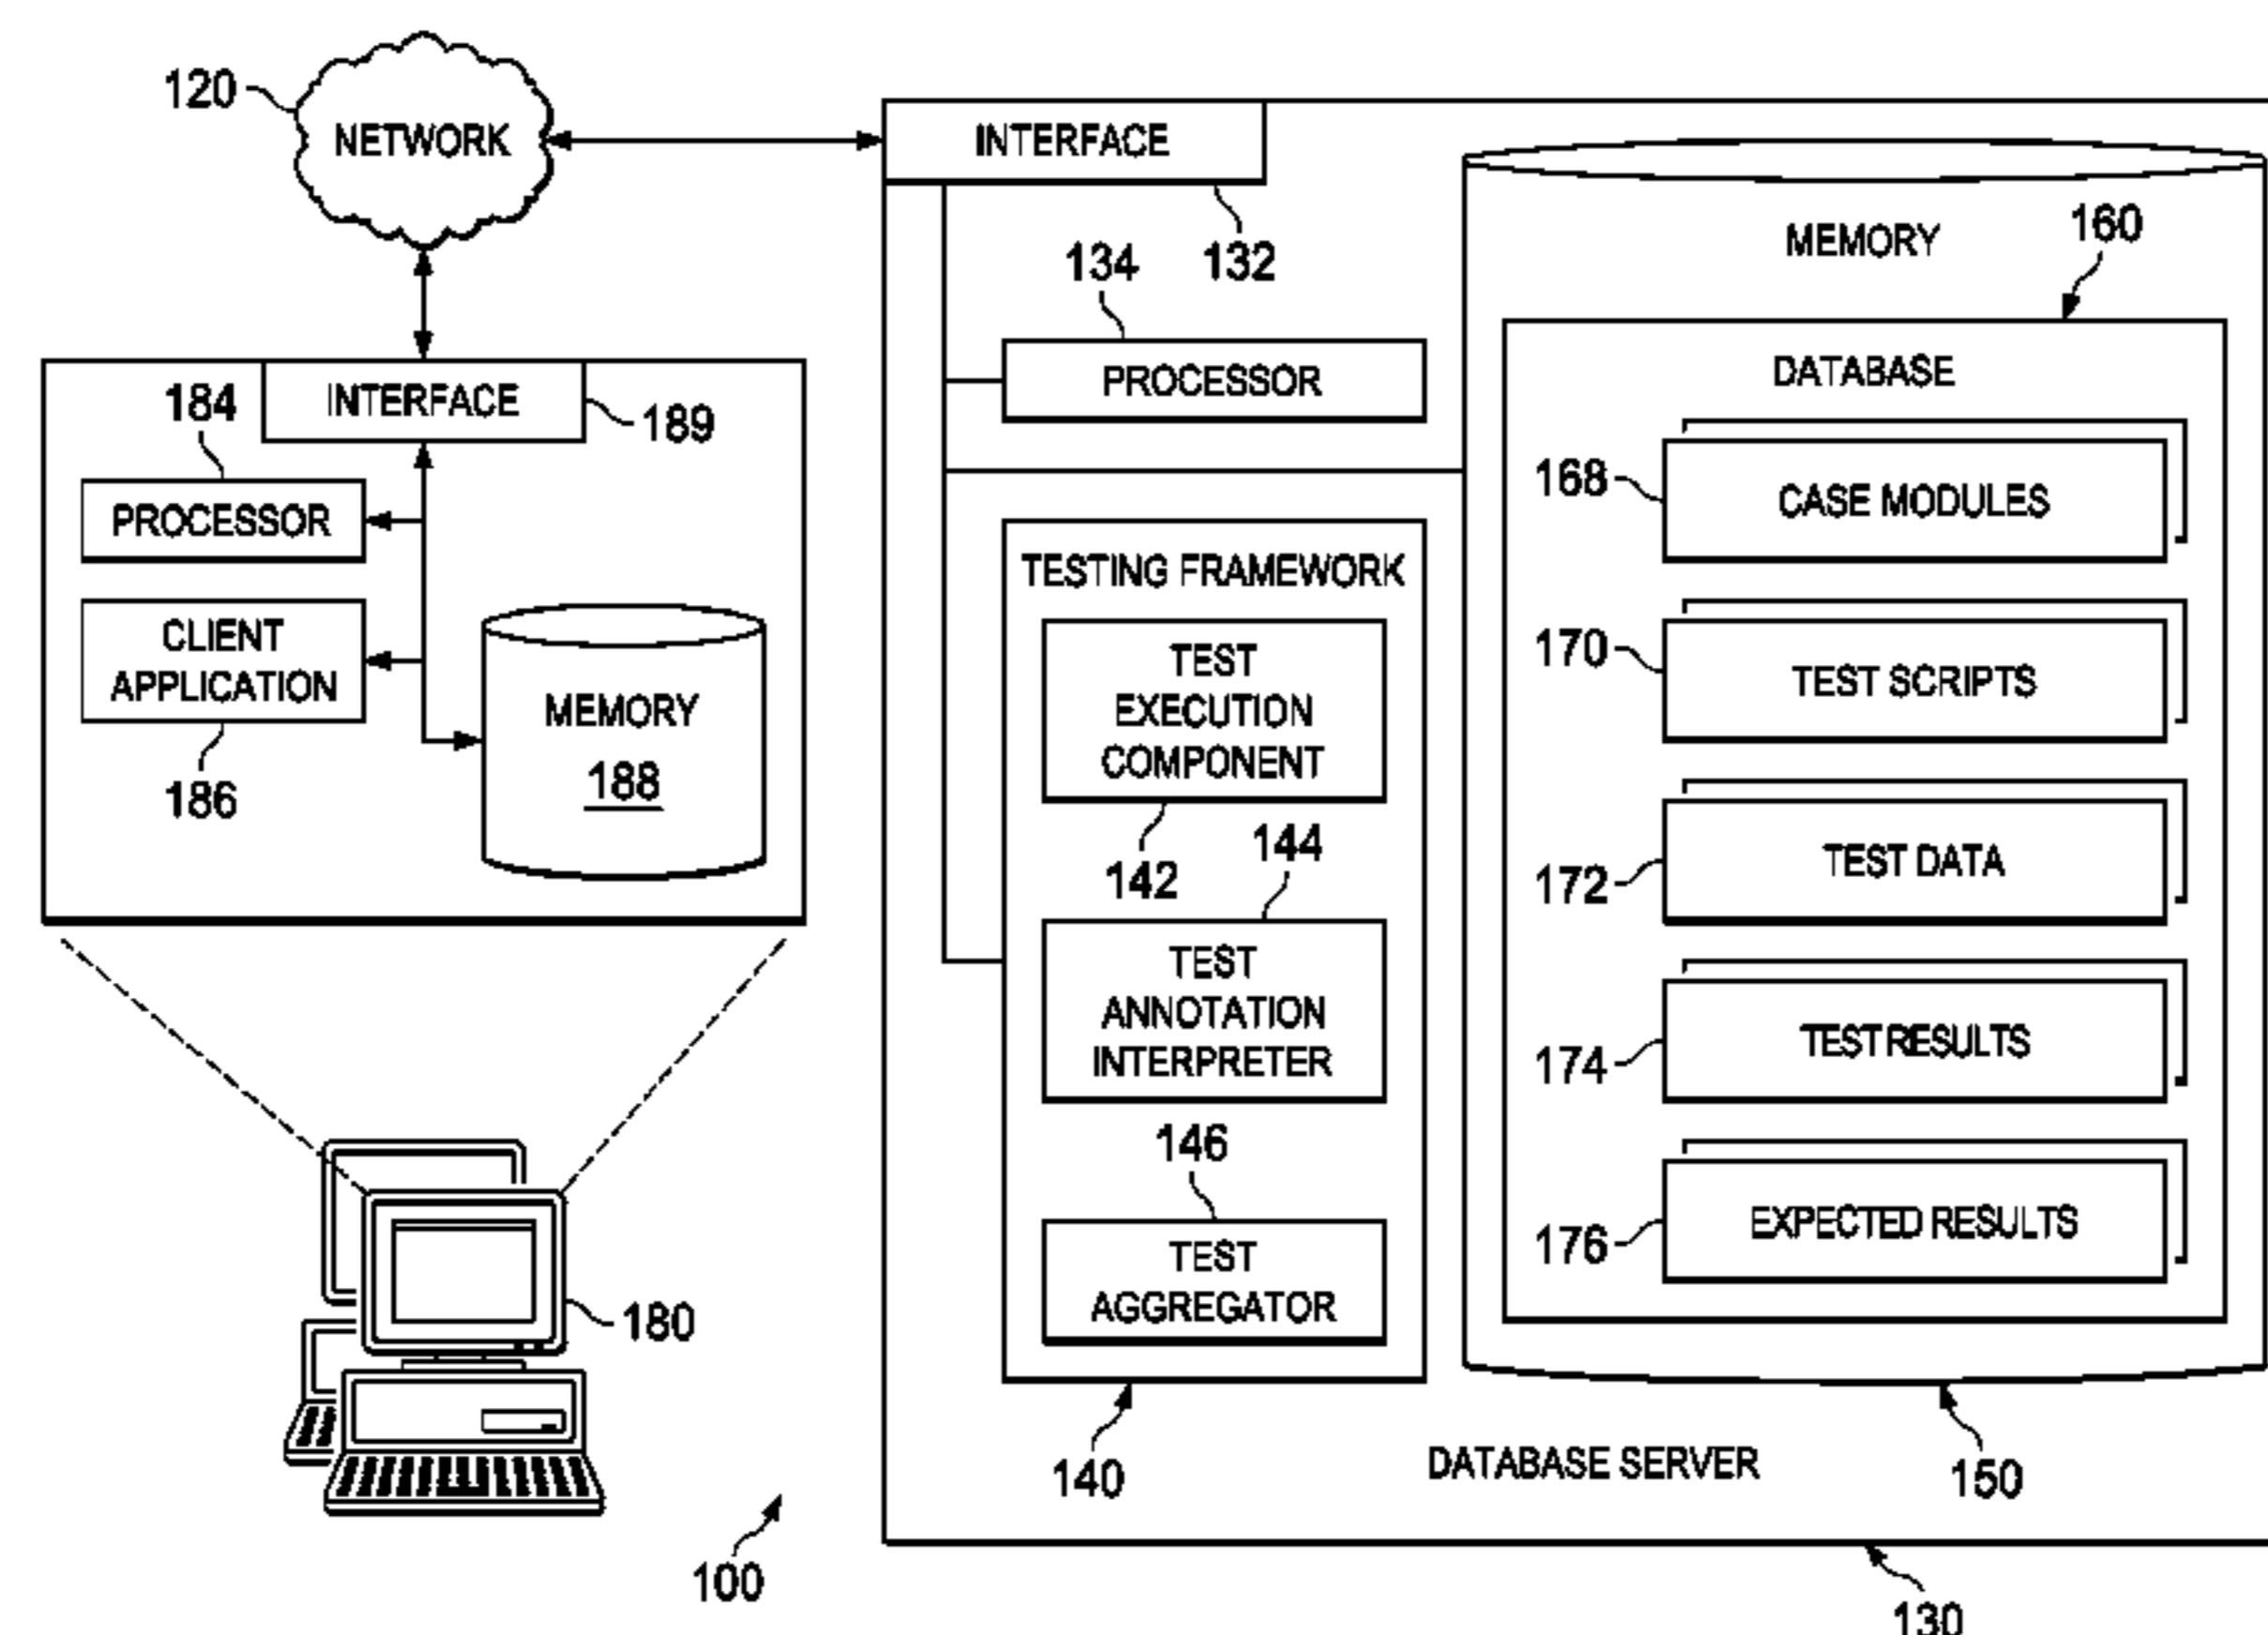 120
NETWORK
INTERFACE
132
134
PROCESSOR
MEMORY
160
DATABASE
168
CASE MODULES
170
TEST SCRIPTS
172
TEST DATA
174
TEST RESULTS
176
EXPECTED RESULTS
184
INTERFACE
189
PROCESSOR
CLIENT
APPLICATION
186
MEMORY
188
TESTING FRAMEWORK
TEST
EXECUTION
COMPONENT
142
144
TEST
ANNOTATION
INTERPRETER
146
TEST
AGGREGATOR
180
140
DATABASE SERVER
150
100
130